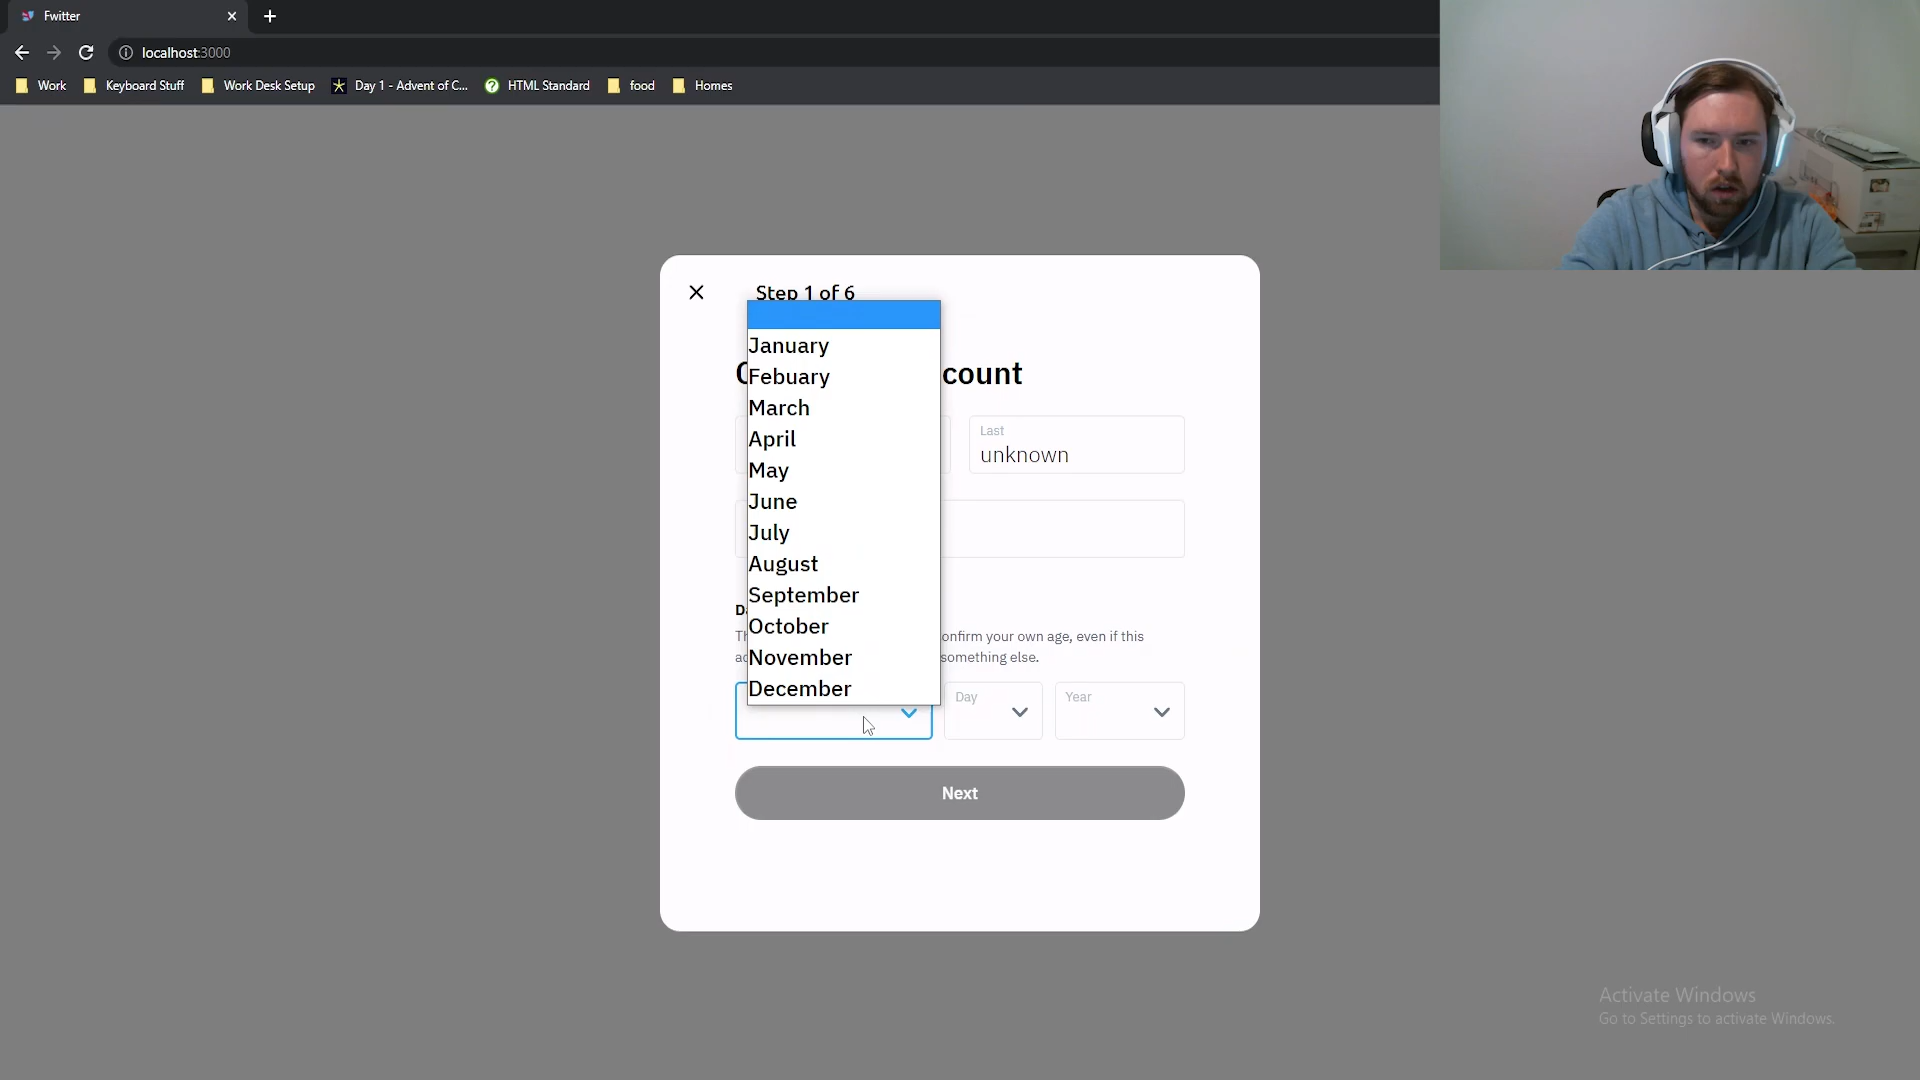 Fwitter
localhost:3000
Work
Keyboard Stuff
Work Desk Setup
Day 1 - Advent of C...
HTML Standard
food
Homes
Step 1 of 6
January
Febuary
March
April
May
June
July
August
September
October
November
December
count
Last
unknown
onfirm your own age, even if this
something else.
Day
Year
Next
Activate Windows
Go to Settings to activate Windows.